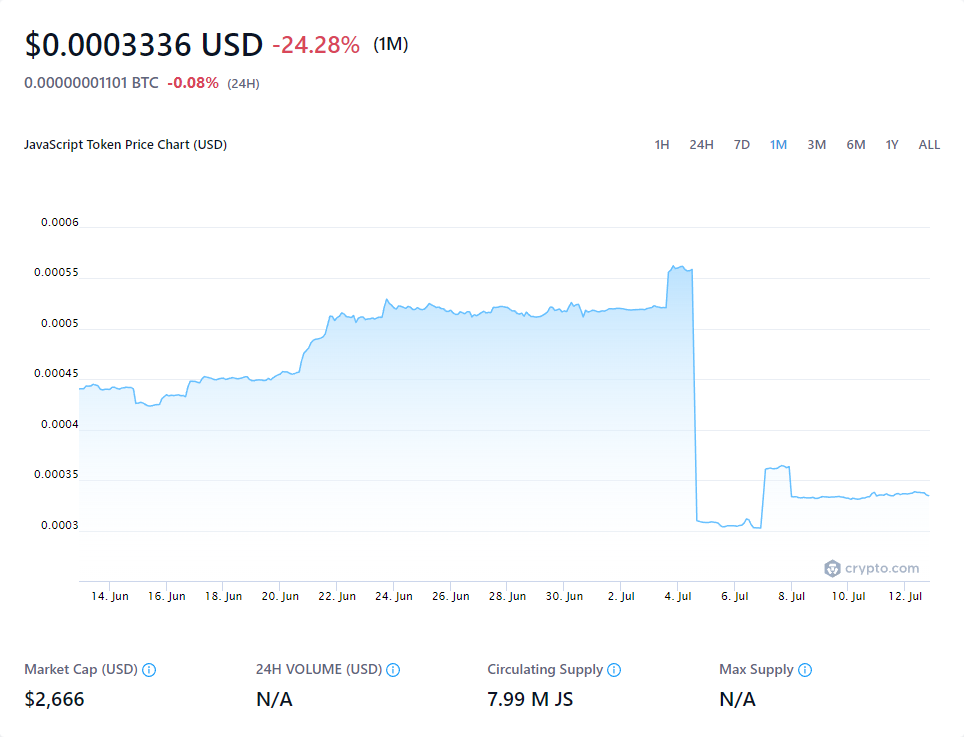 $0.0003336 USD -24.28% (1M)
0.00000001101 BTC -0.08% (24H)
JavaScript Token Price Chart (USD) 1H 24H 7D 1M 3M 6M 1Y ALL
0.0006
0.00055
0.0005
0.00045
0.0004
0.00035
0.0003
crypto.com
14. Jun 16. Jun 18. Jun 20. Jun 22. Jun 24. Jun 26. Jun 28. Jun 30. Jun 2. Jul 4. Jul 6. Jul 8. Jul 10. Jul 12. Jul
Market Cap (USD) 24H VOLUME (USD) Circulating Supply Max Supply
$2,666 N/A 7.99 M JS N/A